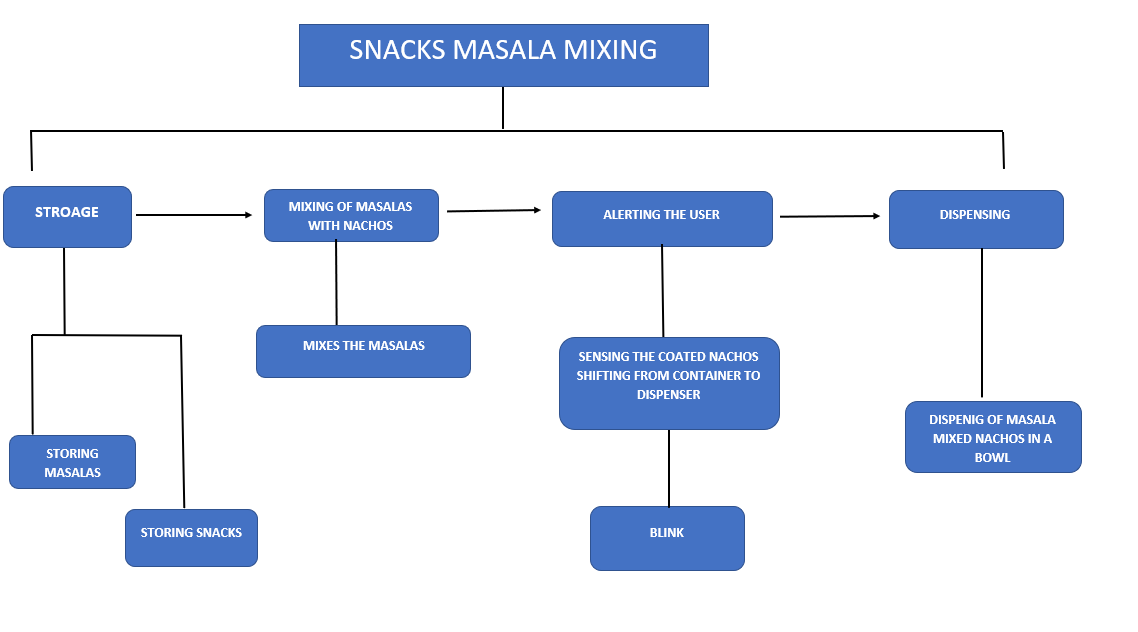 SNACKS MASALA MIXING
STROAGE
MIXING OF MASALAS
WITH NACHOS
ALERTING THE USER
DISPENSING
MIXES THE MASALAS
SENSING THE COATED NACHOS
SHIFTING FROM CONTAINER TO
DISPENSER
DISPENIG OF MASALA
MIXED NACHOS IN A
BOWL
STORING
MASALAS
STORING SNACKS
BLINK